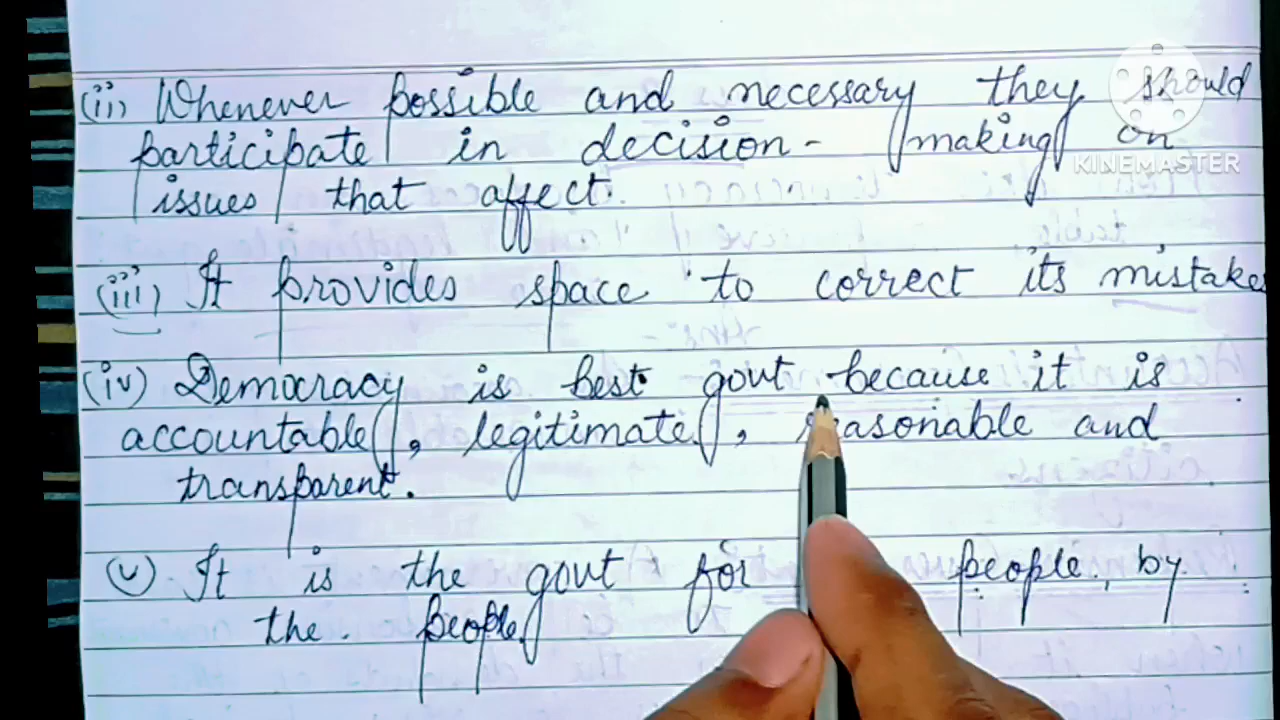 (ii) Whenever possible and necessary they should
participate in decision- making on
issues that affect.
KINEMASTER
(iii) It provides space to correct its mistakes
(iv) Democracy is best govt because it is
accountable, legitimate, reasonable and
transparent.
(v) It is the govt for people, by
the people